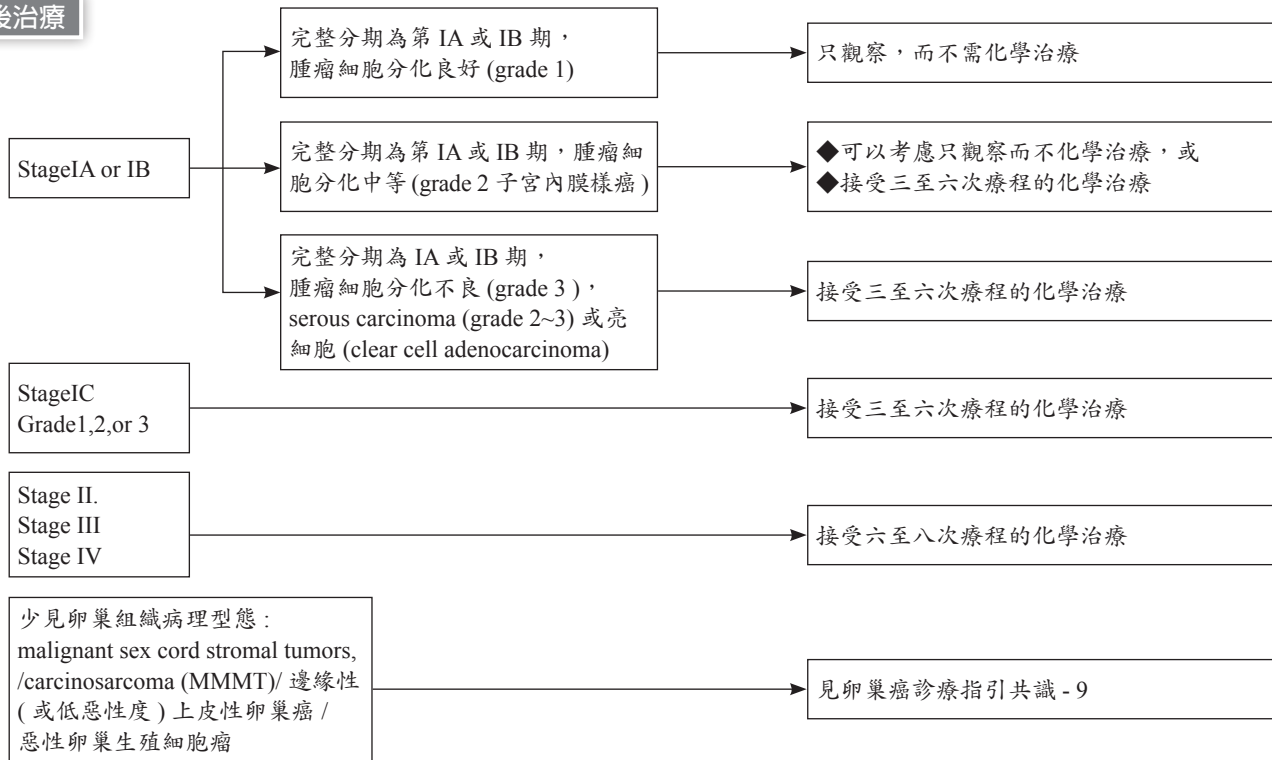 後治療
完整分期為第 IA 或 IB 期，
腫瘤細胞分化良好 (grade 1)
只觀察，而不需化學治療
StageIA or IB
完整分期為第 IA 或 IB 期，腫瘤細
胞分化中等 (grade 2 子宮內膜樣癌 )
◆可以考慮只觀察而不化學治療，或
◆接受三至六次療程的化學治療
完整分期為 IA 或 IB 期，
腫瘤細胞分化不良 (grade 3 )，
serous carcinoma (grade 2~3) 或亮
細胞 (clear cell adenocarcinoma)
接受三至六次療程的化學治療
StageIC
Grade1,2,or 3
接受三至六次療程的化學治療
Stage II.
Stage III
Stage IV
接受六至八次療程的化學治療
少見卵巢組織病理型態 :
malignant sex cord stromal tumors,
/carcinosarcoma (MMMT)/ 邊緣性
( 或低惡性度 ) 上皮性卵巢癌 /
惡性卵巢生殖細胞瘤
見卵巢癌診療指引共識 - 9